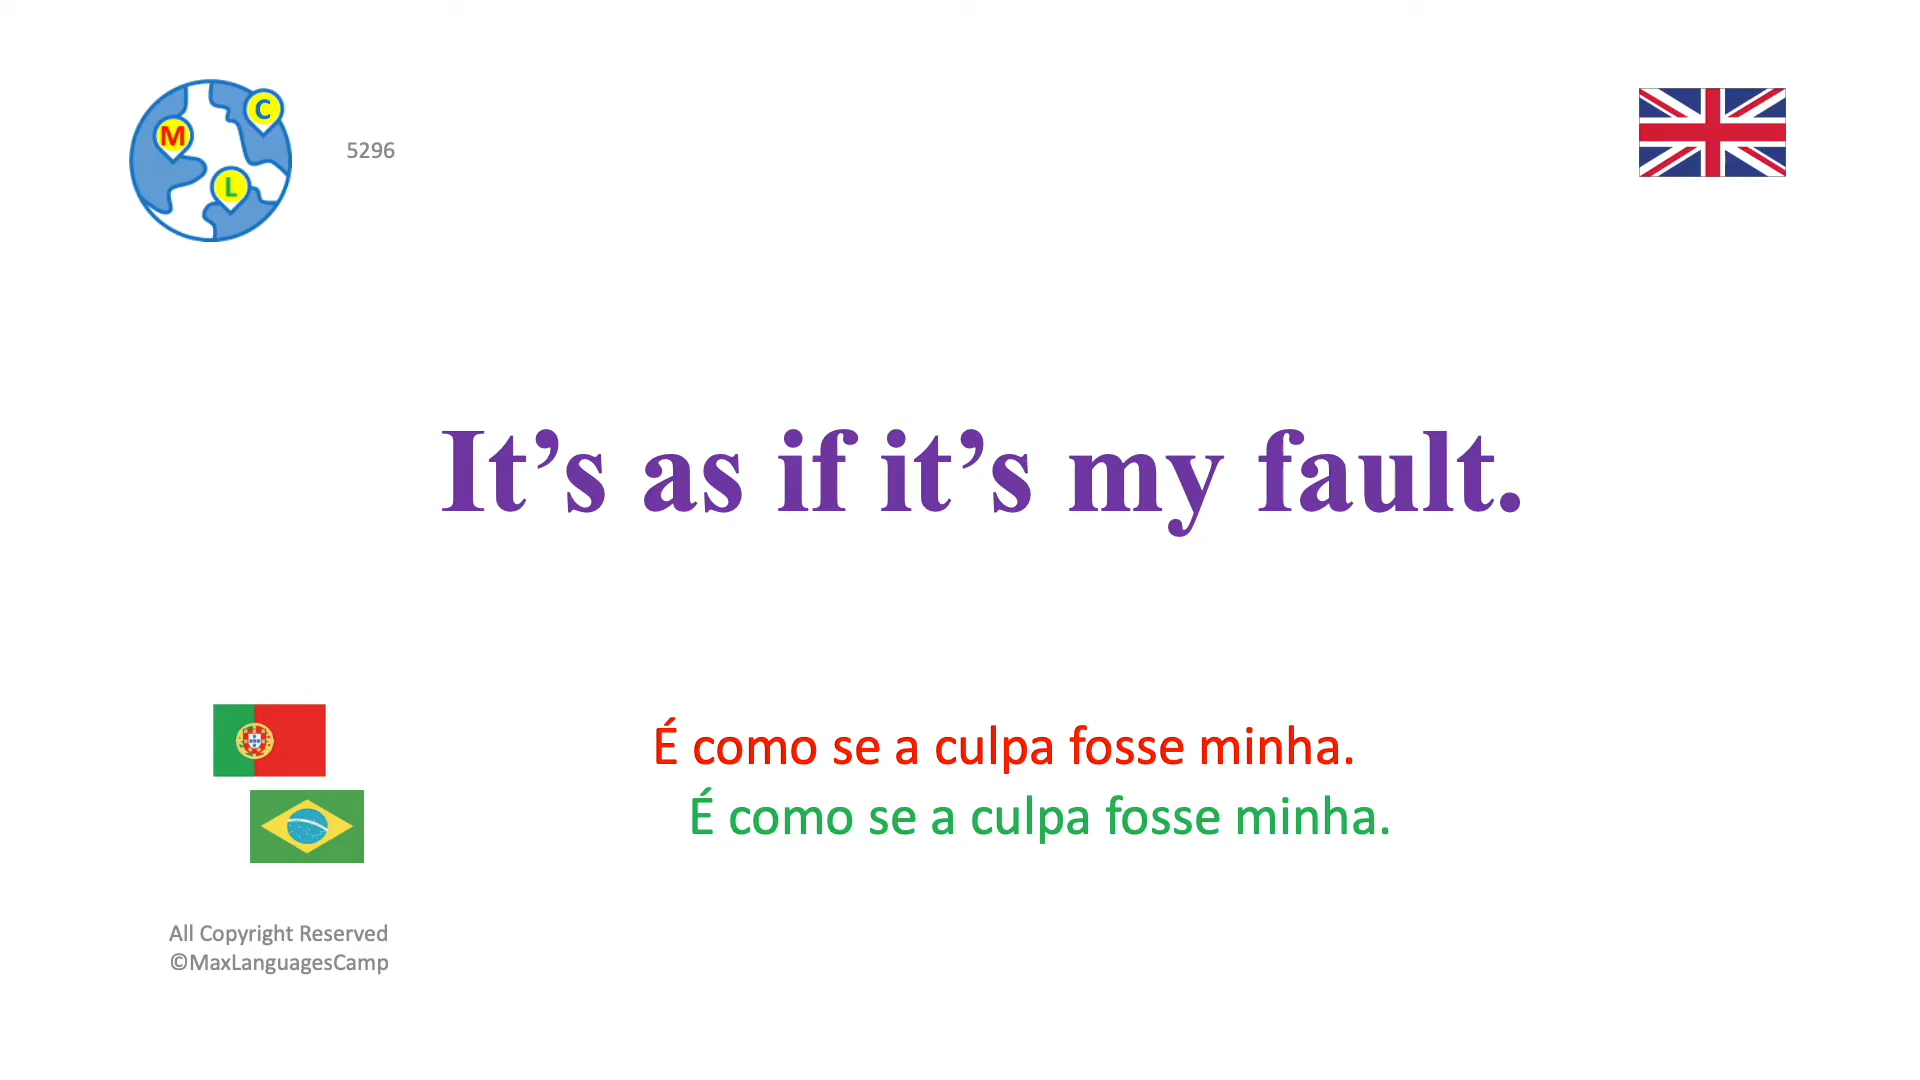 C
M
5296
L
It’s as if it’s my fault.
É como se a culpa fosse minha.
É como se a culpa fosse minha.
All Copyright Reserved
©MaxLanguagesCamp